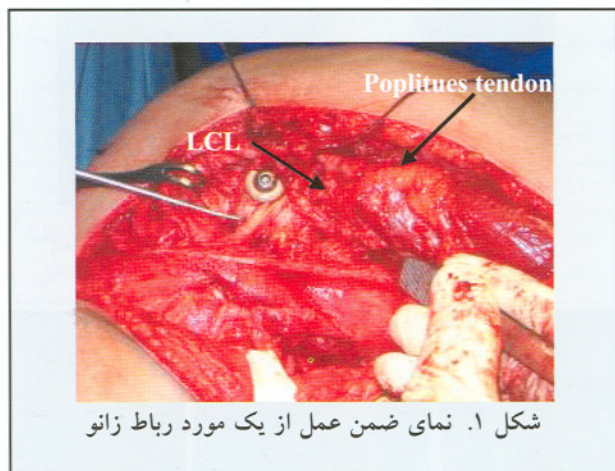 Poplitues tendon
LCL
شکل ۱. نمای ضمن عمل از یک مورد رباط زانو